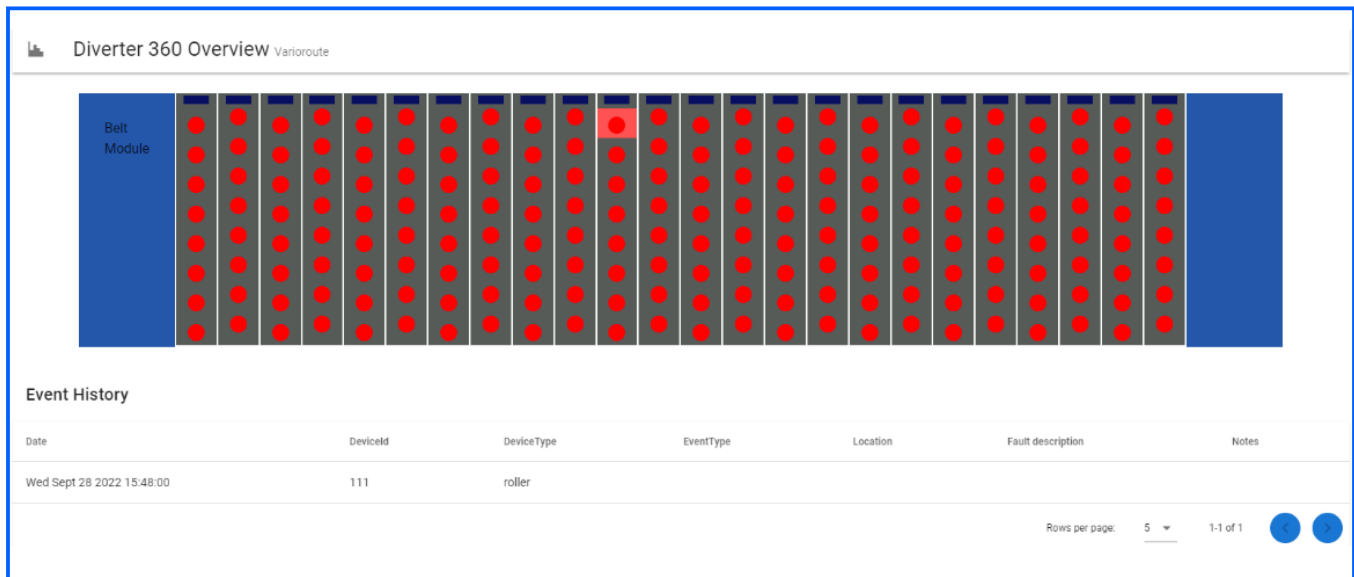 Diverter 360 Overview Varioroute
Belt
Module
Event History
Date DeviceId DeviceType EventType Location Fault description Notes
Wed Sept 28 2022 15:48:00 111 roller
Rows per page: 5 1-1 of 1